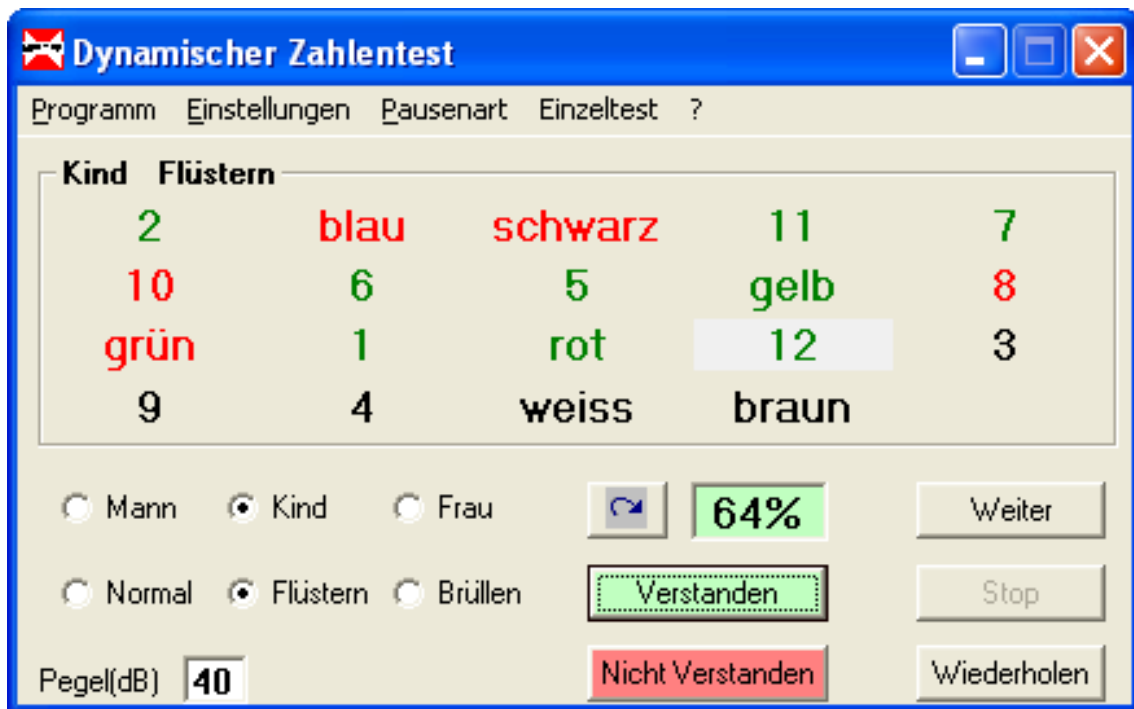 Dynamischer Zahlentest
Programm Einstellungen Pausenart Einzeltest ?
Kind Flüstern
2 blau schwarz 11 7
10 6 5 gelb 8
grün 1 rot 12 3
9 4 weiss braun
Mann Kind Frau 64% Weiter
Normal Flüstern Brüllen Verstanden Stop
Pegel(dB) 40 Nicht Verstanden Wiederholen